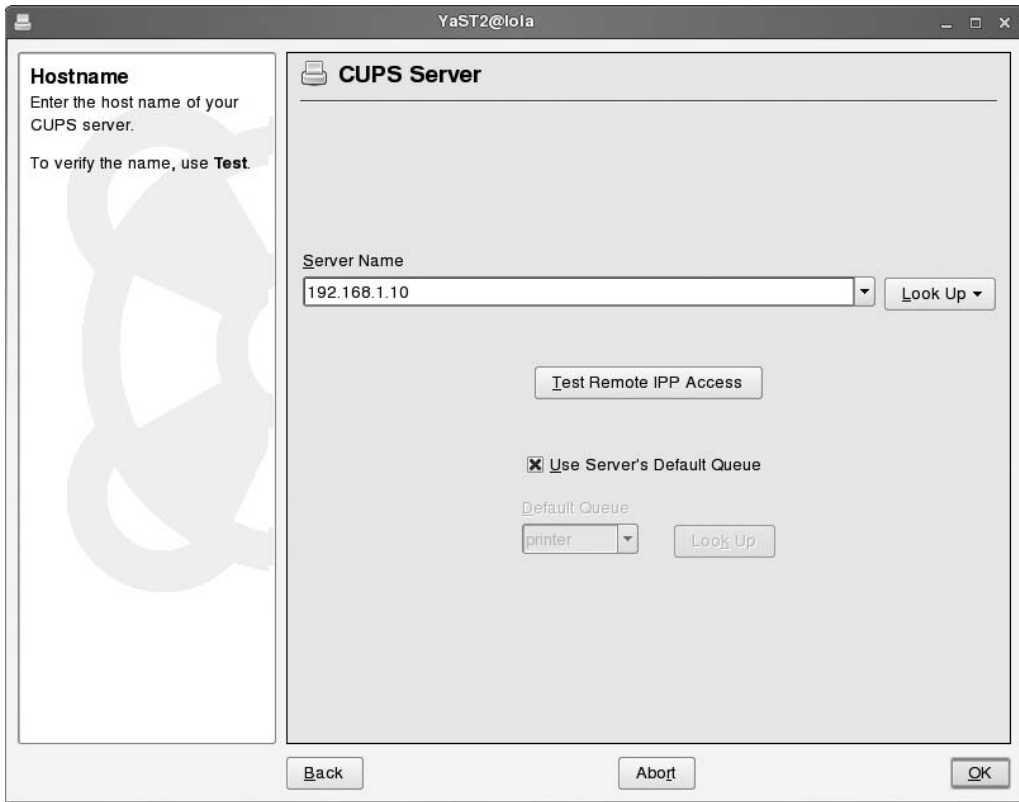 YaST2@lola
Hostname
Enter the host name of your
CUPS server.
To verify the name, use Test.
CUPS Server
Server Name
192.168.1.10
Look Up
Test Remote IPP Access
Use Server's Default Queue
Default Queue
printer
Look Up
Back
Abort
OK